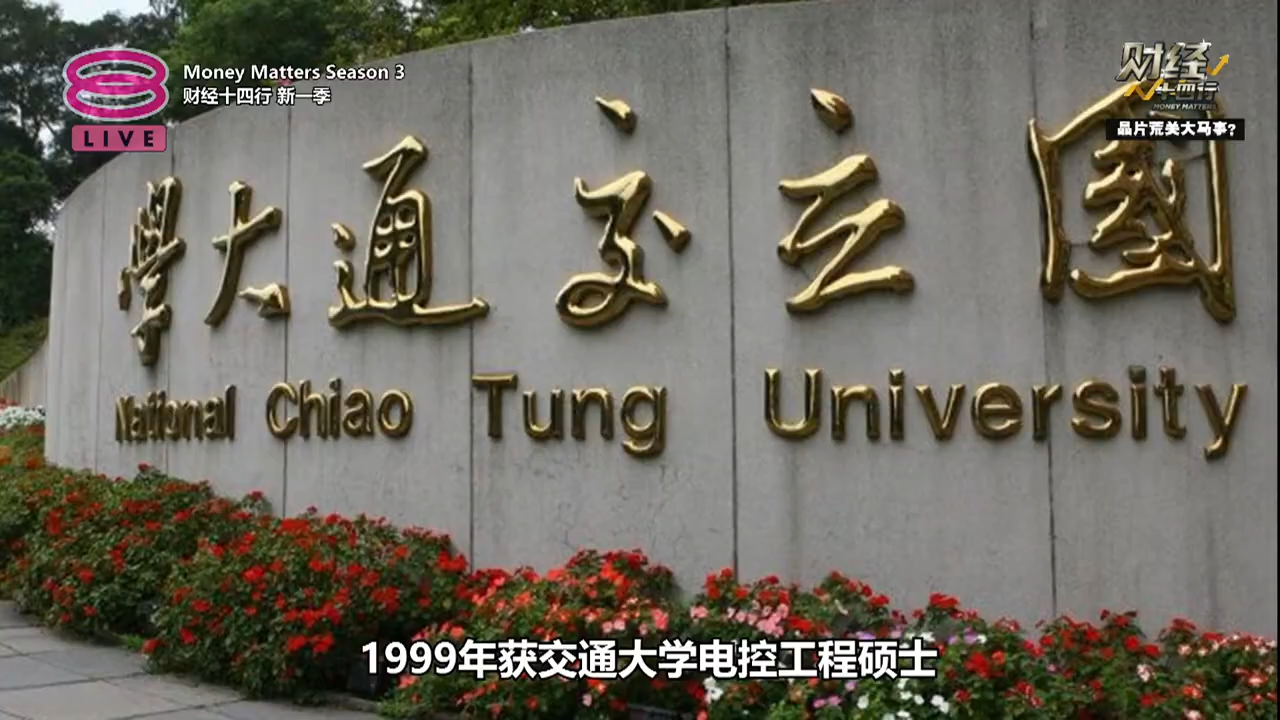 Money Matters Season 3
财经十四行 新一季
LIVE
财经
十四行
MONEY MATTERS
晶片荒关大马事?
學大通交立國
National Chiao Tung University
1999年获交通大学电控工程硕士